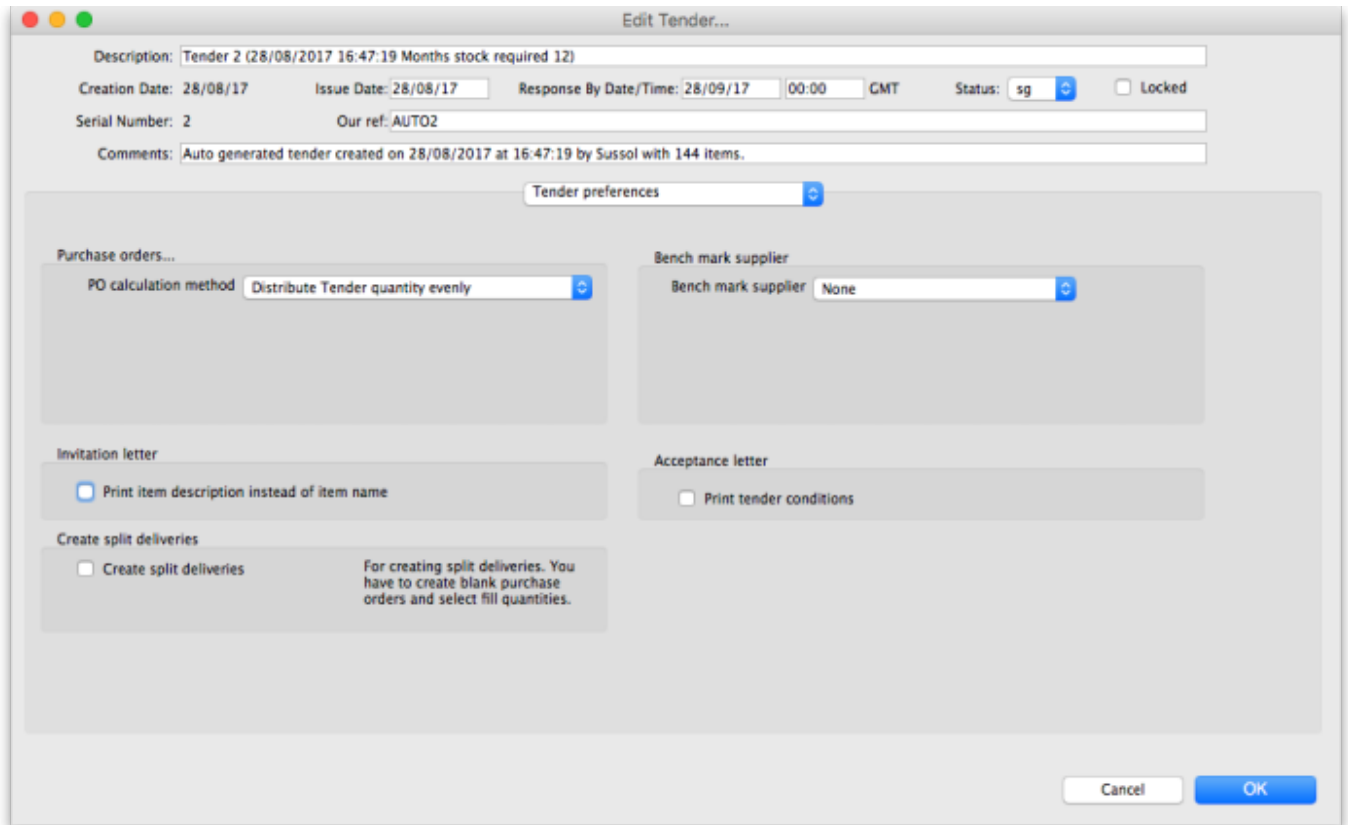 Edit Tender...
Description: Tender 2 (28/08/2017 16:47:19 Months stock required 12)
Creation Date: 28/08/17 Issue Date: 28/08/17 Response By Date/Time: 28/09/17 00:00 GMT Status: sg Locked
Serial Number: 2 Our ref: AUTO2
Comments: Auto generated tender created on 28/08/2017 at 16:47:19 by Sussol with 144 items.
Tender preferences
Purchase orders...
PO calculation method Distribute Tender quantity evenly
Bench mark supplier
Bench mark supplier None
Invitation letter
Print item description instead of item name
Acceptance letter
Print tender conditions
Create split deliveries
Create split deliveries
For creating split deliveries. You
have to create blank purchase
orders and select fill quantities.
Cancel OK